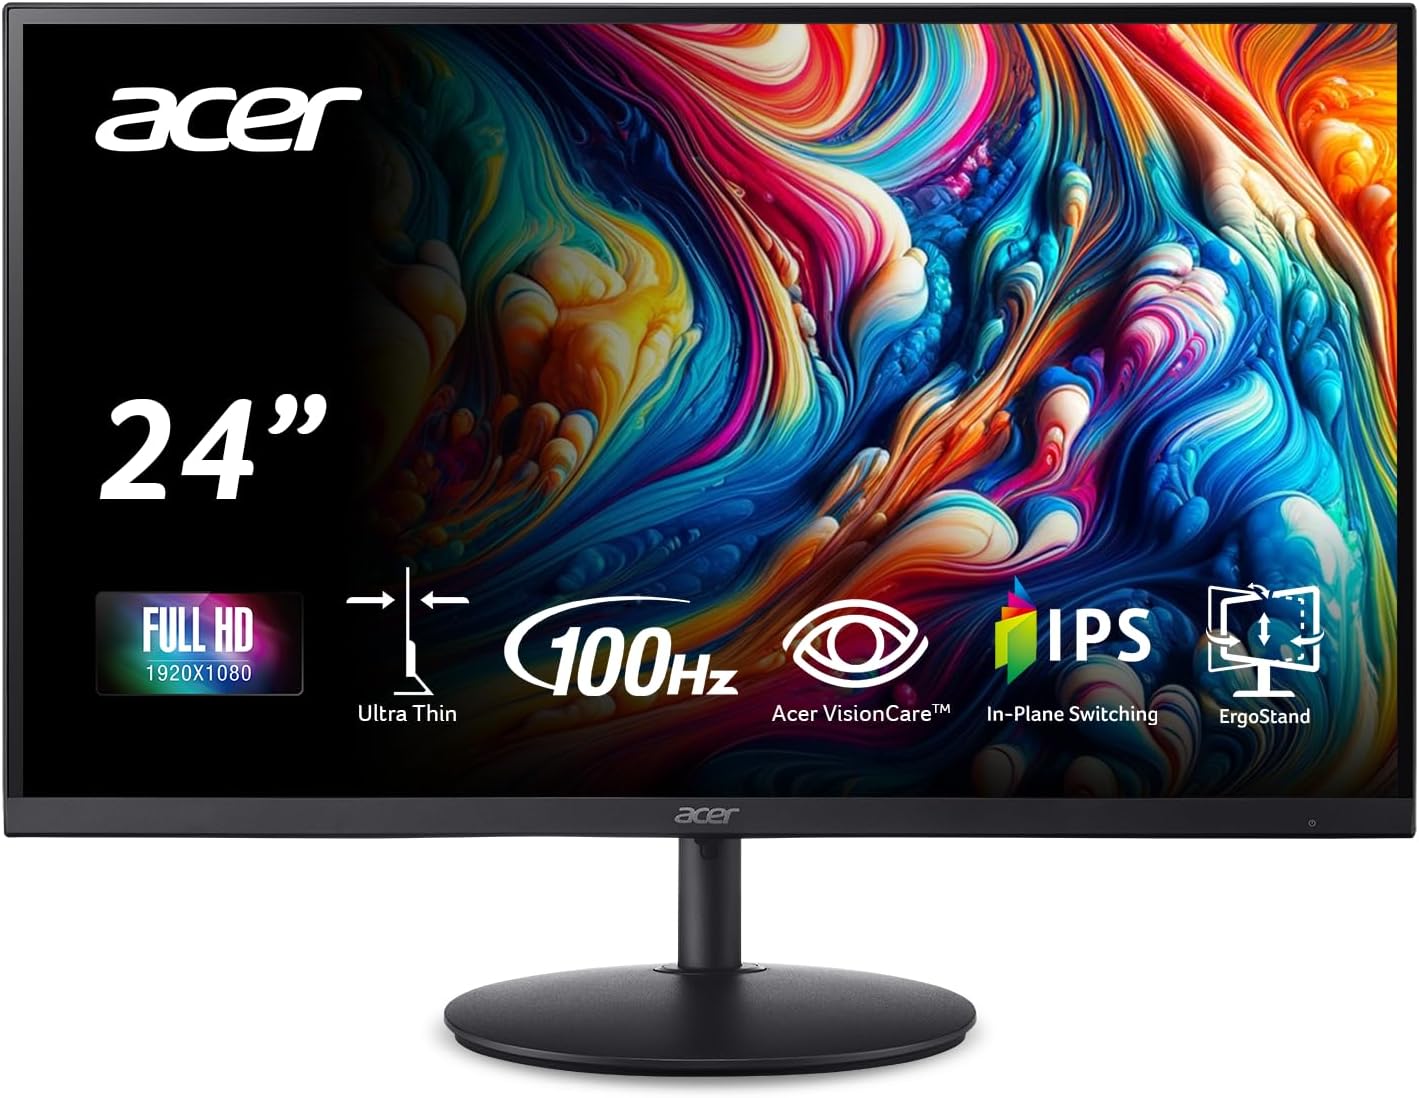 acer
24”
FULL HD
1920X1080
Ultra Thin
100Hz
Acer VisionCare™
IPS
In-Plane Switching
ErgoStand
acer